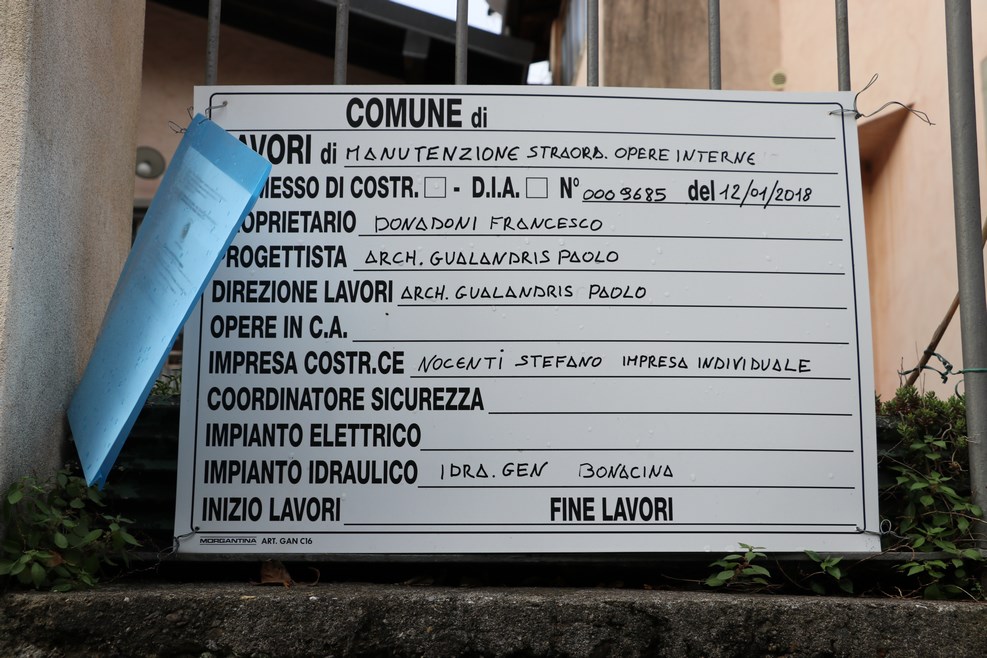 COMUNE di
AVORI di MANUTENZIONE STRAORD. OPERE INTERNE
MESSO DI COSTR. □ - D.I.A. □ N° 0009685 del 12/01/2018
ROPRIETARIO DONADONI FRANCESCO
PROGETTISTA ARCH. GUALANDRIS PAOLO
DIREZIONE LAVORI ARCH. GUALANDRIS PAOLO
OPERE IN C.A.
IMPRESA COSTR.CE NOCENTI STEFANO IMPRESA INDIVIDUALE
COORDINATORE SICUREZZA
IMPIANTO ELETTRICO
IMPIANTO IDRAULICO IDRA. GEN BONACINA
INIZIO LAVORI FINE LAVORI
MORGANTINA ART. GAN C16